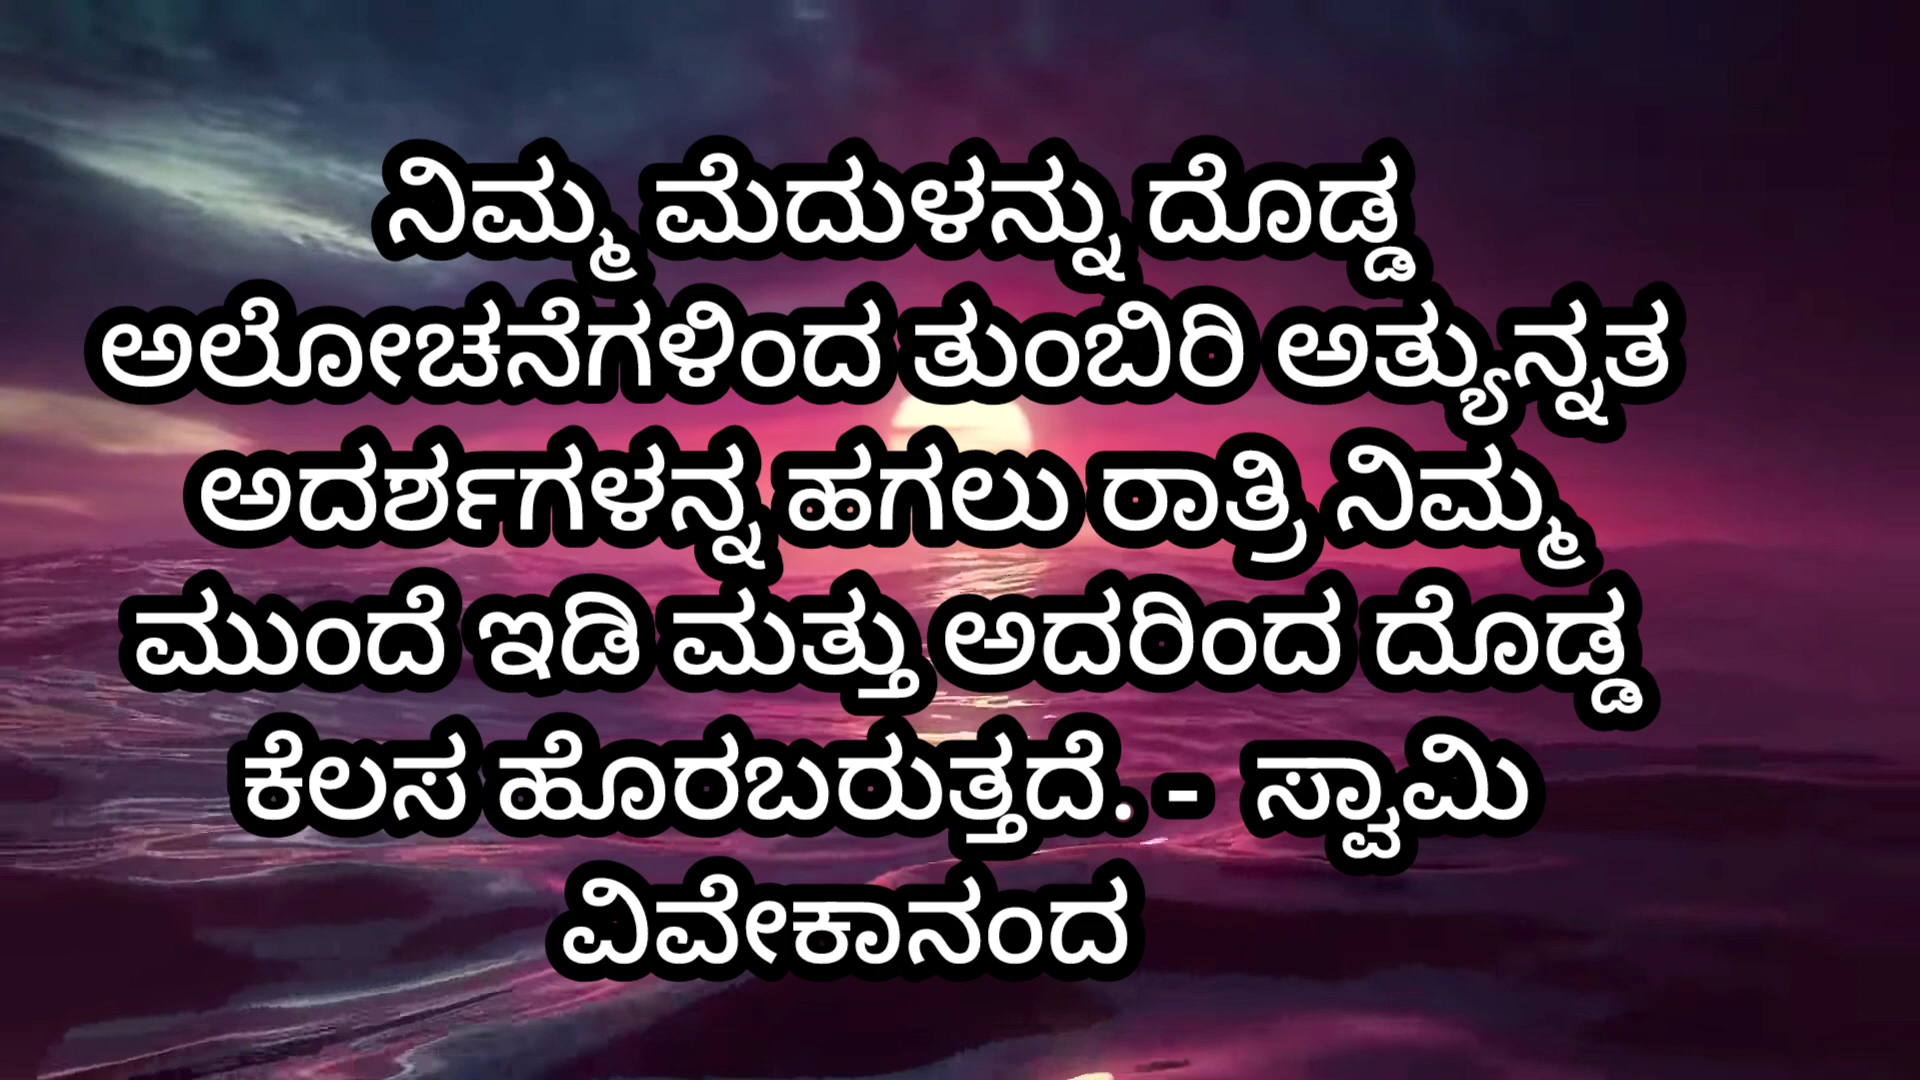 ನಿಮ್ಮ ಮೆದುಳನ್ನು ದೊಡ್ಡ
ಅಲೋಚನೆಗಳಿಂದ ತುಂಬಿರಿ ಅತ್ಯುನ್ನತ
ಅದರ್ಶಗಳನ್ನ ಹಗಲು ರಾತ್ರಿ ನಿಮ್ಮ
ಮುಂದೆ ಇಡಿ ಮತ್ತು ಅದರಿಂದ ದೊಡ್ಡ
ಕೆಲಸ ಹೊರಬರುತ್ತದೆ. - ಸ್ವಾಮಿ
ವಿವೇಕಾನಂದ